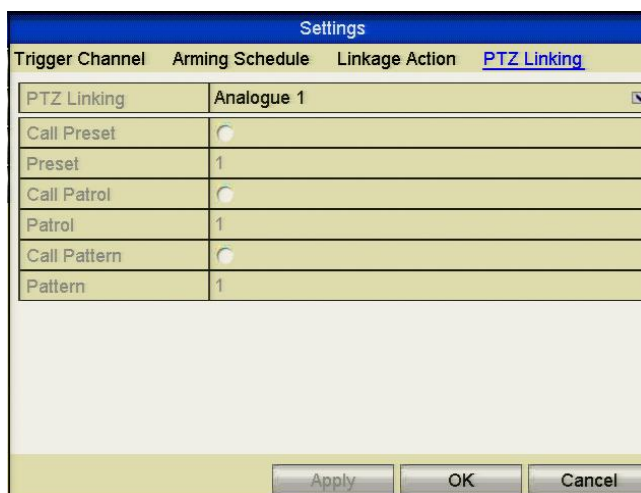 Settings
Trigger Channel Arming Schedule Linkage Action PTZ Linking
PTZ Linking Analogue 1
Call Preset
Preset 1
Call Patrol
Patrol 1
Call Pattern
Pattern 1
Apply OK Cancel